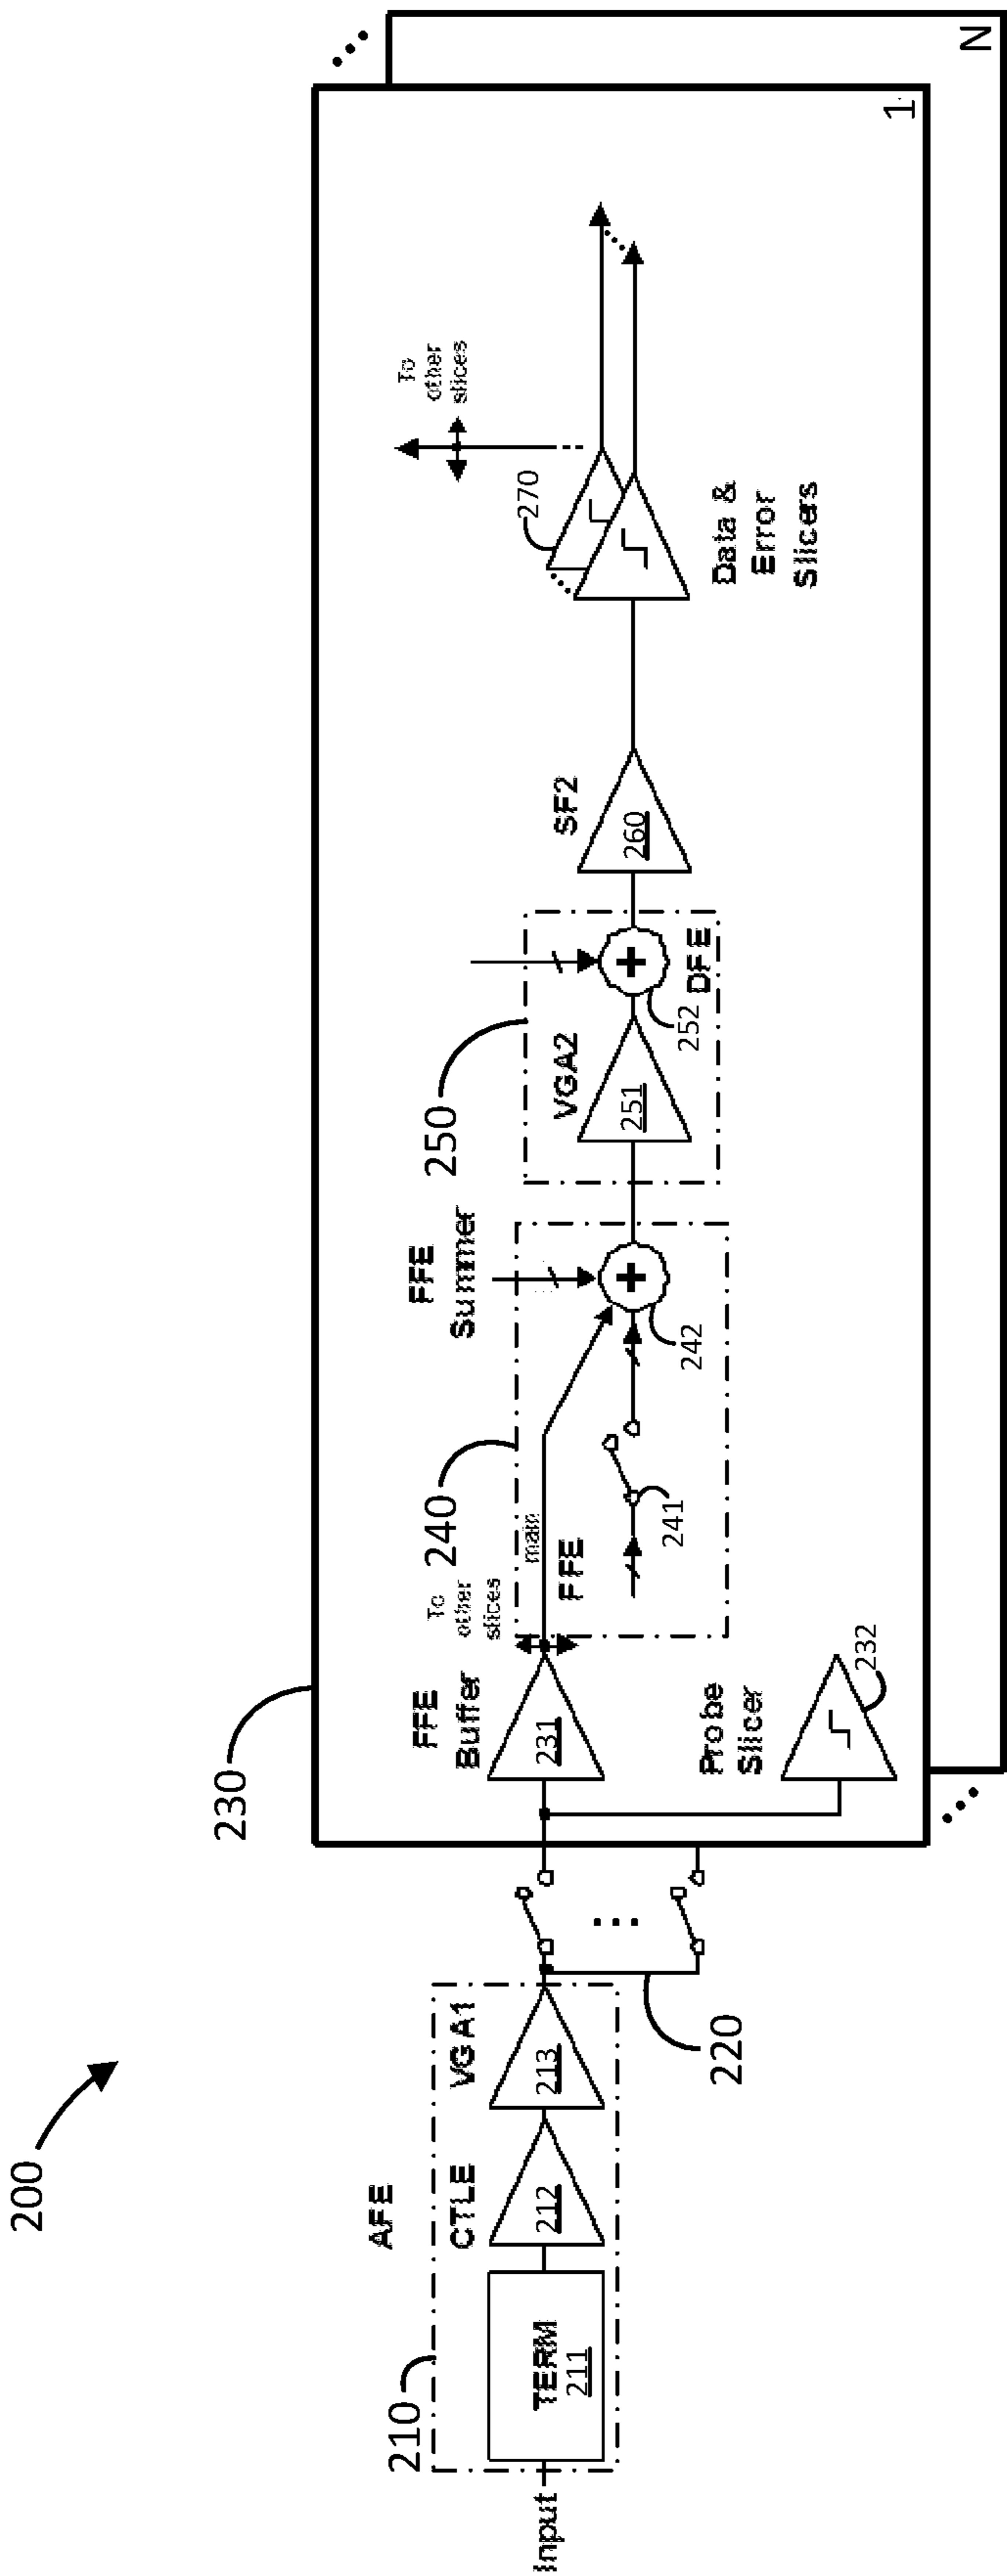 200
210
AFE
Input
TERM
211
CTLE
212
VGA1
213
220
230
FFE
Buffer
231
To
other
slices
Probe
Slicer
232
240
main
FFE
241
FFE
Summer
242
250
VGA2
251
252
DFE
SF2
260
270
To
other
slices
Data &
Error
Slicers
1
N